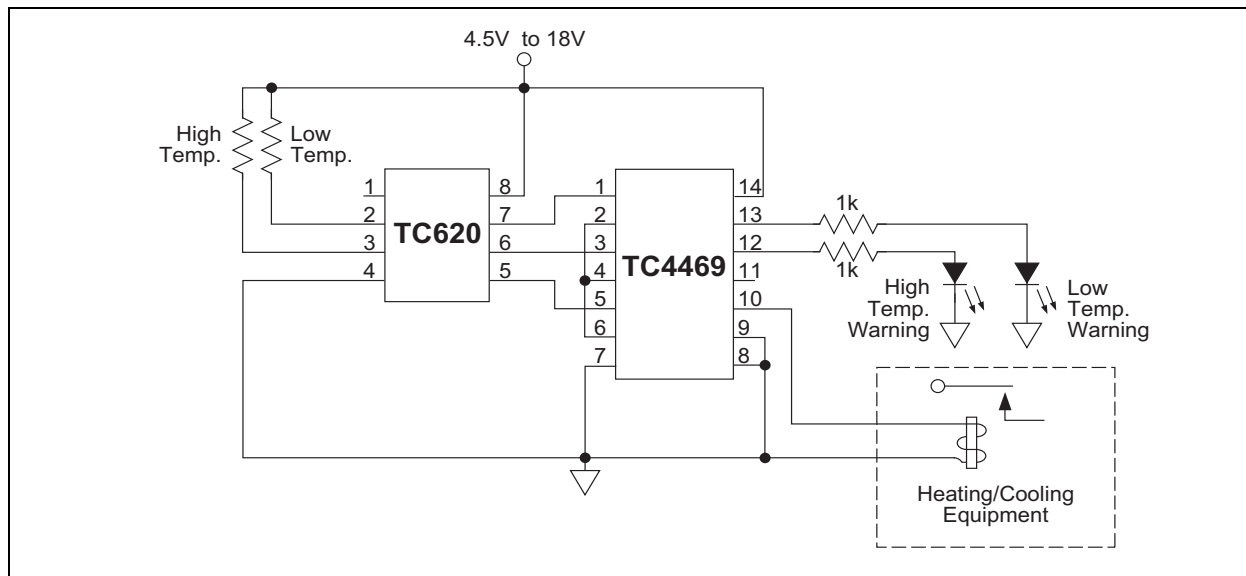 4.5V to 18V
High
Temp.
Low
Temp.
1
2
3
4
TC620
8
7
6
5
1
2
3
4
5
6
7
TC4469
14
13
12
11
10
9
8
1k
1k
High
Temp.
Warning
Low
Temp.
Warning
Heating/Cooling
Equipment